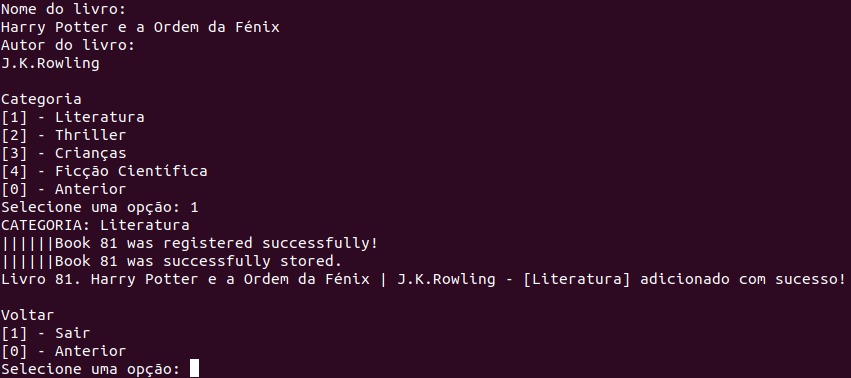 Nome do livro:
Harry Potter e a Ordem da Fénix
Autor do livro:
J.K.Rowling
Categoria
[1] - Literatura
[2] - Thriller
[3] - Crianças
[4] - Ficção Científica
[0] - Anterior
Selecione uma opção: 1
CATEGORIA: Literatura
||||||Book 81 was registered successfully!
||||||Book 81 was successfully stored.
Livro 81. Harry Potter e a Ordem da Fénix | J.K.Rowling - [Literatura] adicionado com sucesso!
Voltar
[1] - Sair
[0] - Anterior
Selecione uma opção: